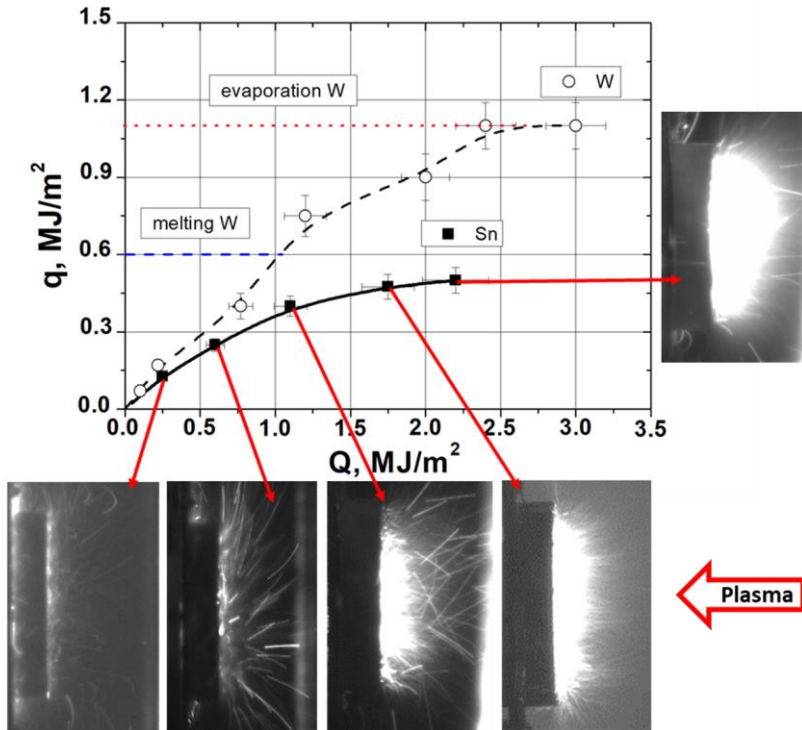 1.5
evaporation W
W
1.2
0.9
melting W
Sn
0.6
0.3
0.0
q, MJ/m²
0.0 0.5 1.0 1.5 2.0 2.5 3.0 3.5
Q, MJ/m²
Plasma